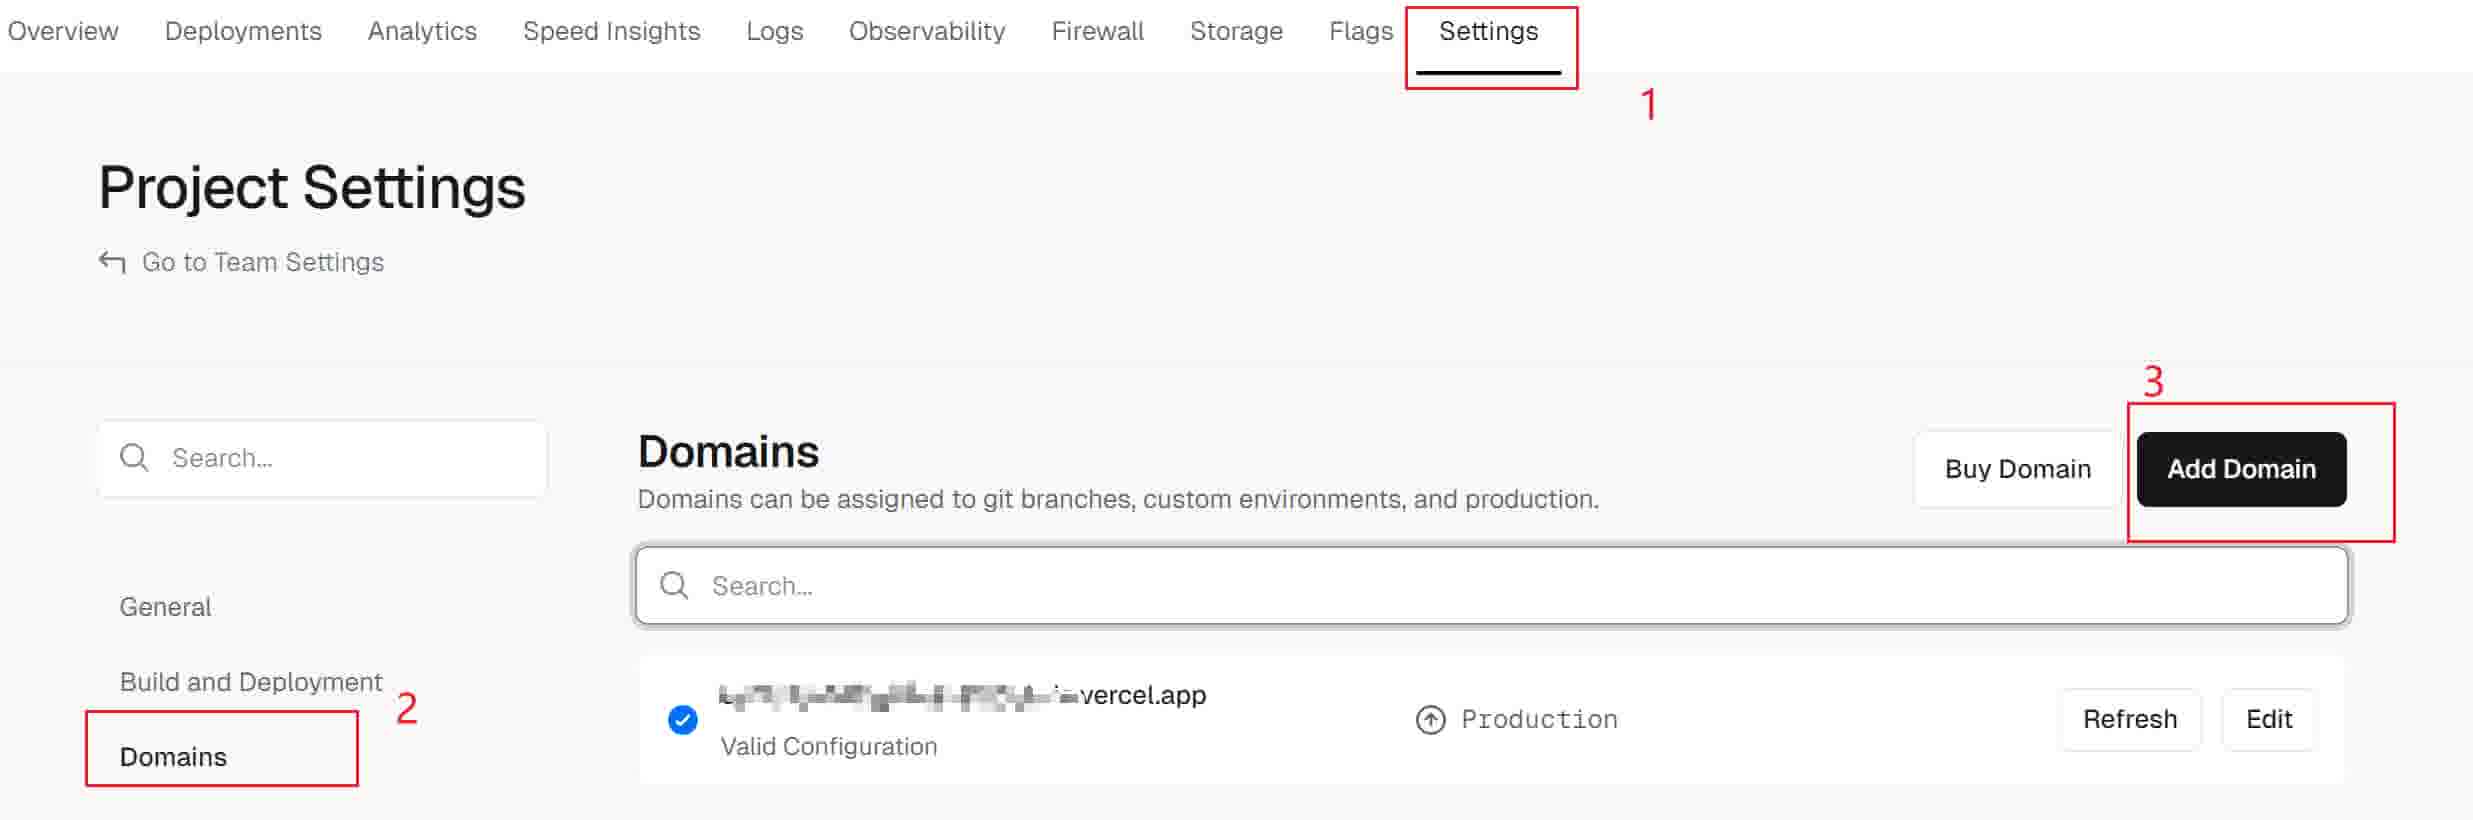 Overview Deployments Analytics Speed Insights Logs Observability Firewall Storage Flags Settings
1
Project Settings
Go to Team Settings
3
Search...
Domains
Buy Domain Add Domain
Domains can be assigned to git branches, custom environments, and production.
Search...
General
Build and Deployment
2
Domains
vercel.app
Valid Configuration
Production
Refresh Edit